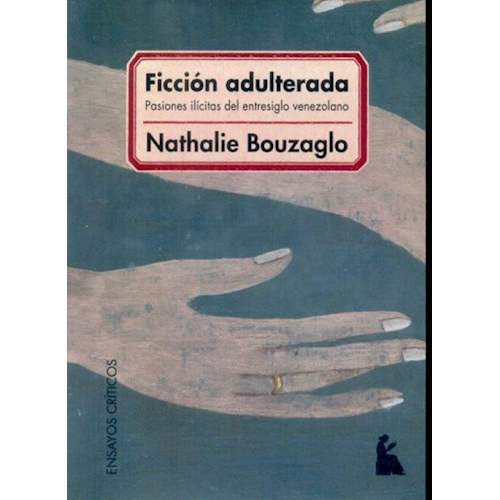 Ficción adulterada
Pasiones ilícitas del entresiglo venezolano
Nathalie Bouzaglo
ENSAYOS CRÍTICOS